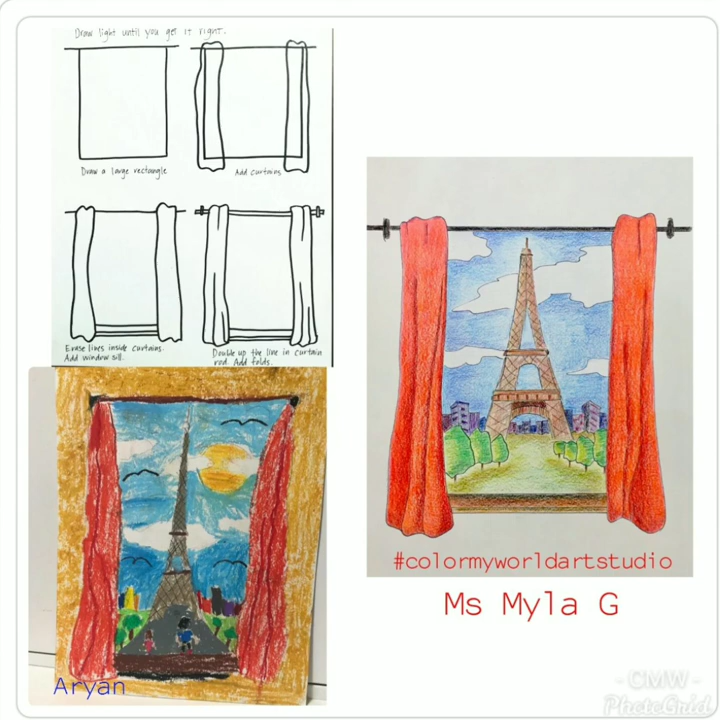 Draw light until you get it right.
Draw a large rectangle
Add curtains
Erase lines inside curtains.
Add window sill.
Double up the line in curtain
rod. Add folds.
#colormyworldartstudio
Ms Myla G
Aryan
- CMW -
PhotoGrid